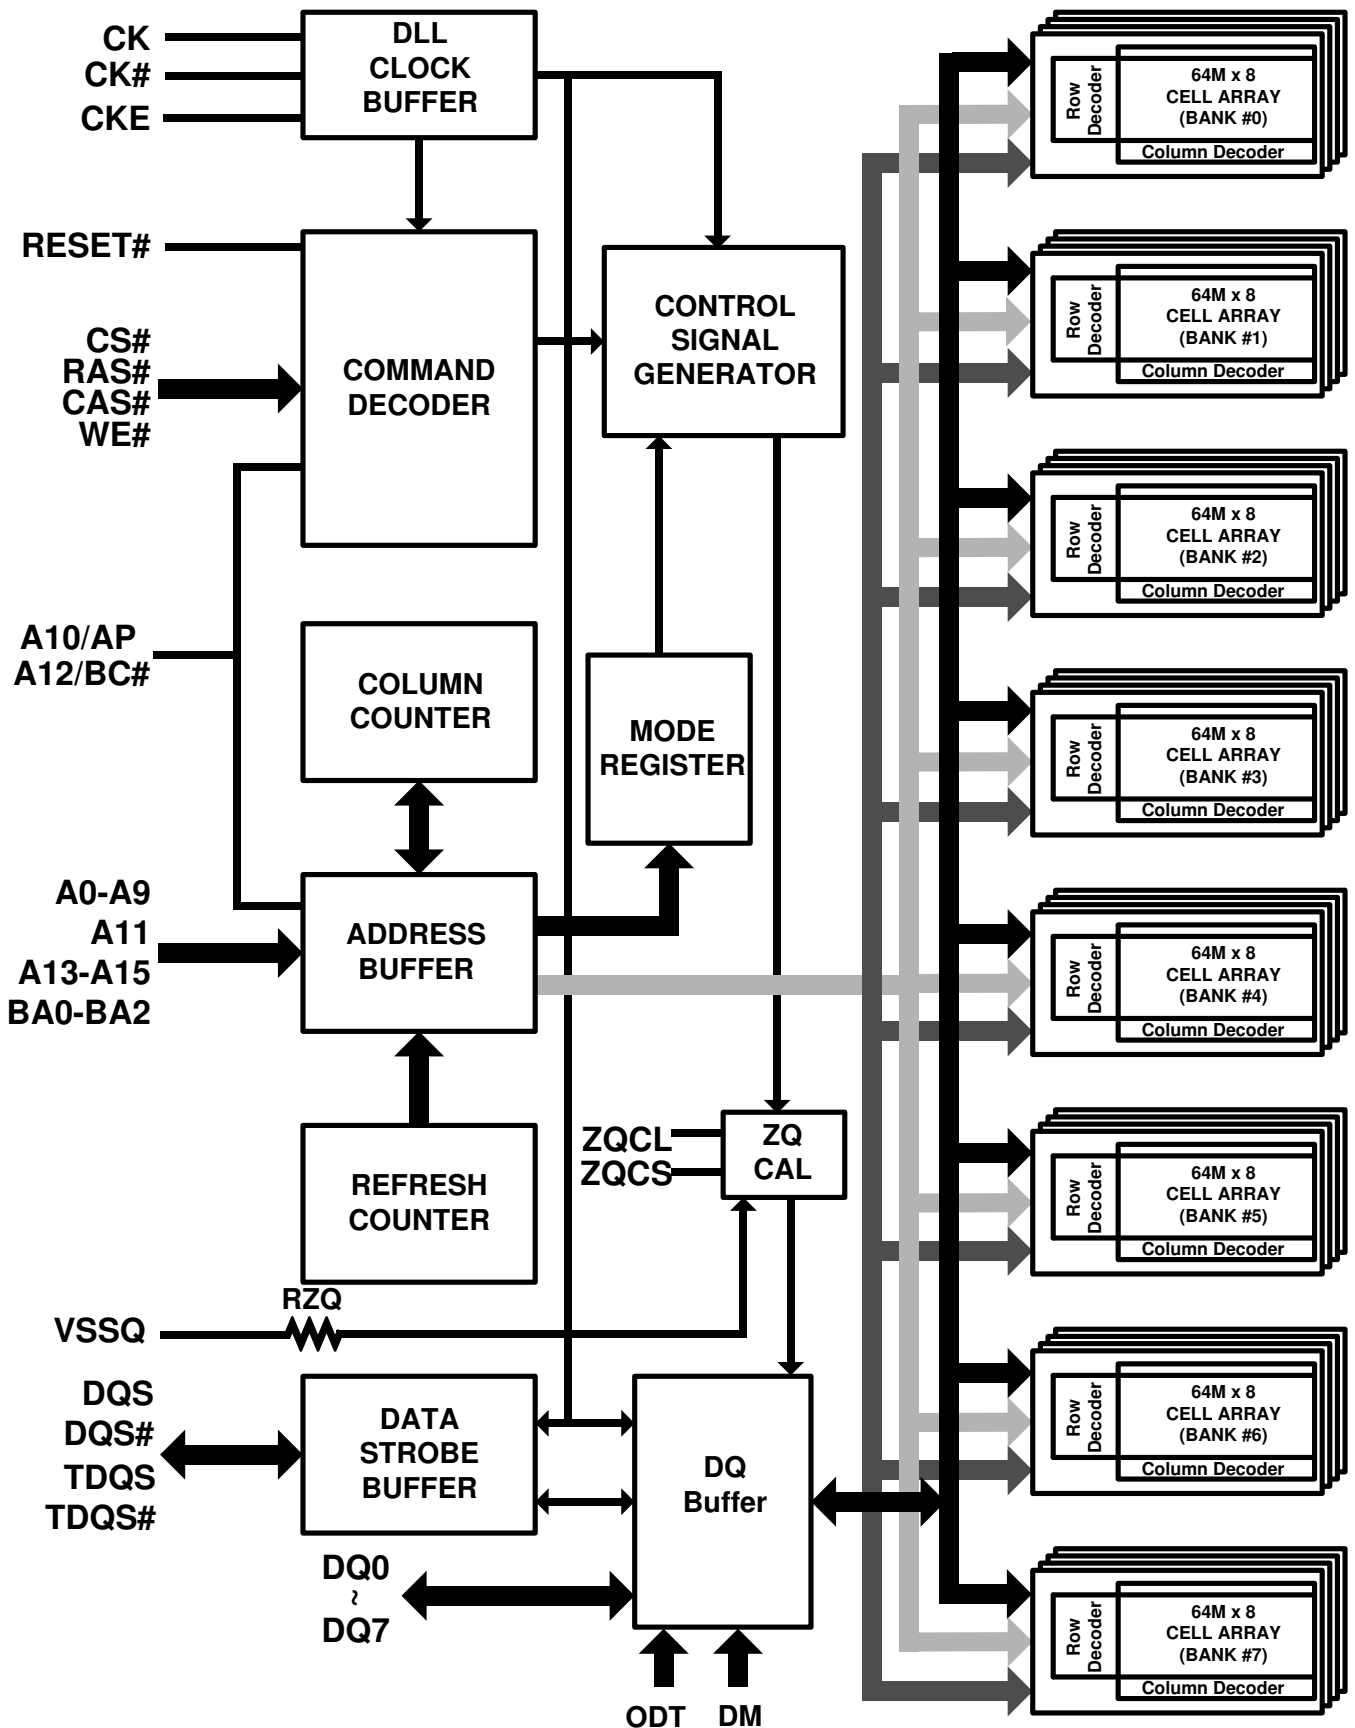 CK
CK#
CKE
DLL
CLOCK
BUFFER
RESET#
CS#
RAS#
CAS#
WE#
COMMAND
DECODER
CONTROL
SIGNAL
GENERATOR
A10/AP
A12/BC#
COLUMN
COUNTER
MODE
REGISTER
A0-A9
A11
A13-A15
BA0-BA2
ADDRESS
BUFFER
REFRESH
COUNTER
ZQCL
ZQCS
ZQ
CAL
RZQ
VSSQ
DQS
DQS#
TDQS
TDQS#
DATA
STROBE
BUFFER
DQ
Buffer
DQ0
~
DQ7
ODT
DM
Row
Decoder
64M x 8
CELL ARRAY
(BANK #0)
Column Decoder
Row
Decoder
64M x 8
CELL ARRAY
(BANK #1)
Column Decoder
Row
Decoder
64M x 8
CELL ARRAY
(BANK #2)
Column Decoder
Row
Decoder
64M x 8
CELL ARRAY
(BANK #3)
Column Decoder
Row
Decoder
64M x 8
CELL ARRAY
(BANK #4)
Column Decoder
Row
Decoder
64M x 8
CELL ARRAY
(BANK #5)
Column Decoder
Row
Decoder
64M x 8
CELL ARRAY
(BANK #6)
Column Decoder
Row
Decoder
64M x 8
CELL ARRAY
(BANK #7)
Column Decoder